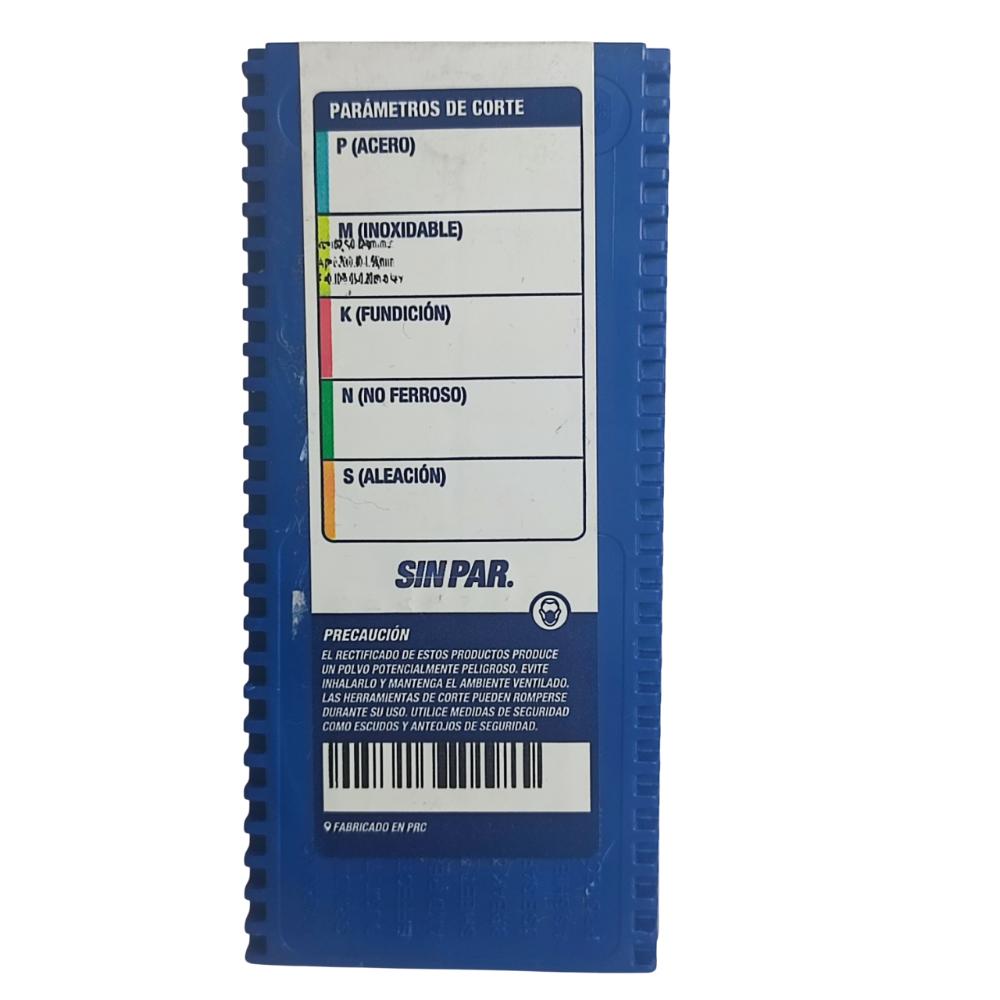 PARÁMETROS DE CORTE
P (ACERO)
M (INOXIDABLE)
K (FUNDICIÓN)
N (NO FERROSO)
S (ALEACIÓN)
SIN PAR.
PRECAUCIÓN
EL RECTIFICADO DE ESTOS PRODUCTOS PRODUCE
UN POLVO POTENCIALMENTE PELIGROSO. EVITE
INHALARLO Y MANTENGA EL AMBIENTE VENTILADO.
LAS HERRAMIENTAS DE CORTE PUEDEN ROMPERSE
DURANTE SU USO. UTILICE MEDIDAS DE SEGURIDAD
COMO ESCUDOS Y ANTEOJOS DE SEGURIDAD.
FABRICADO EN PRC